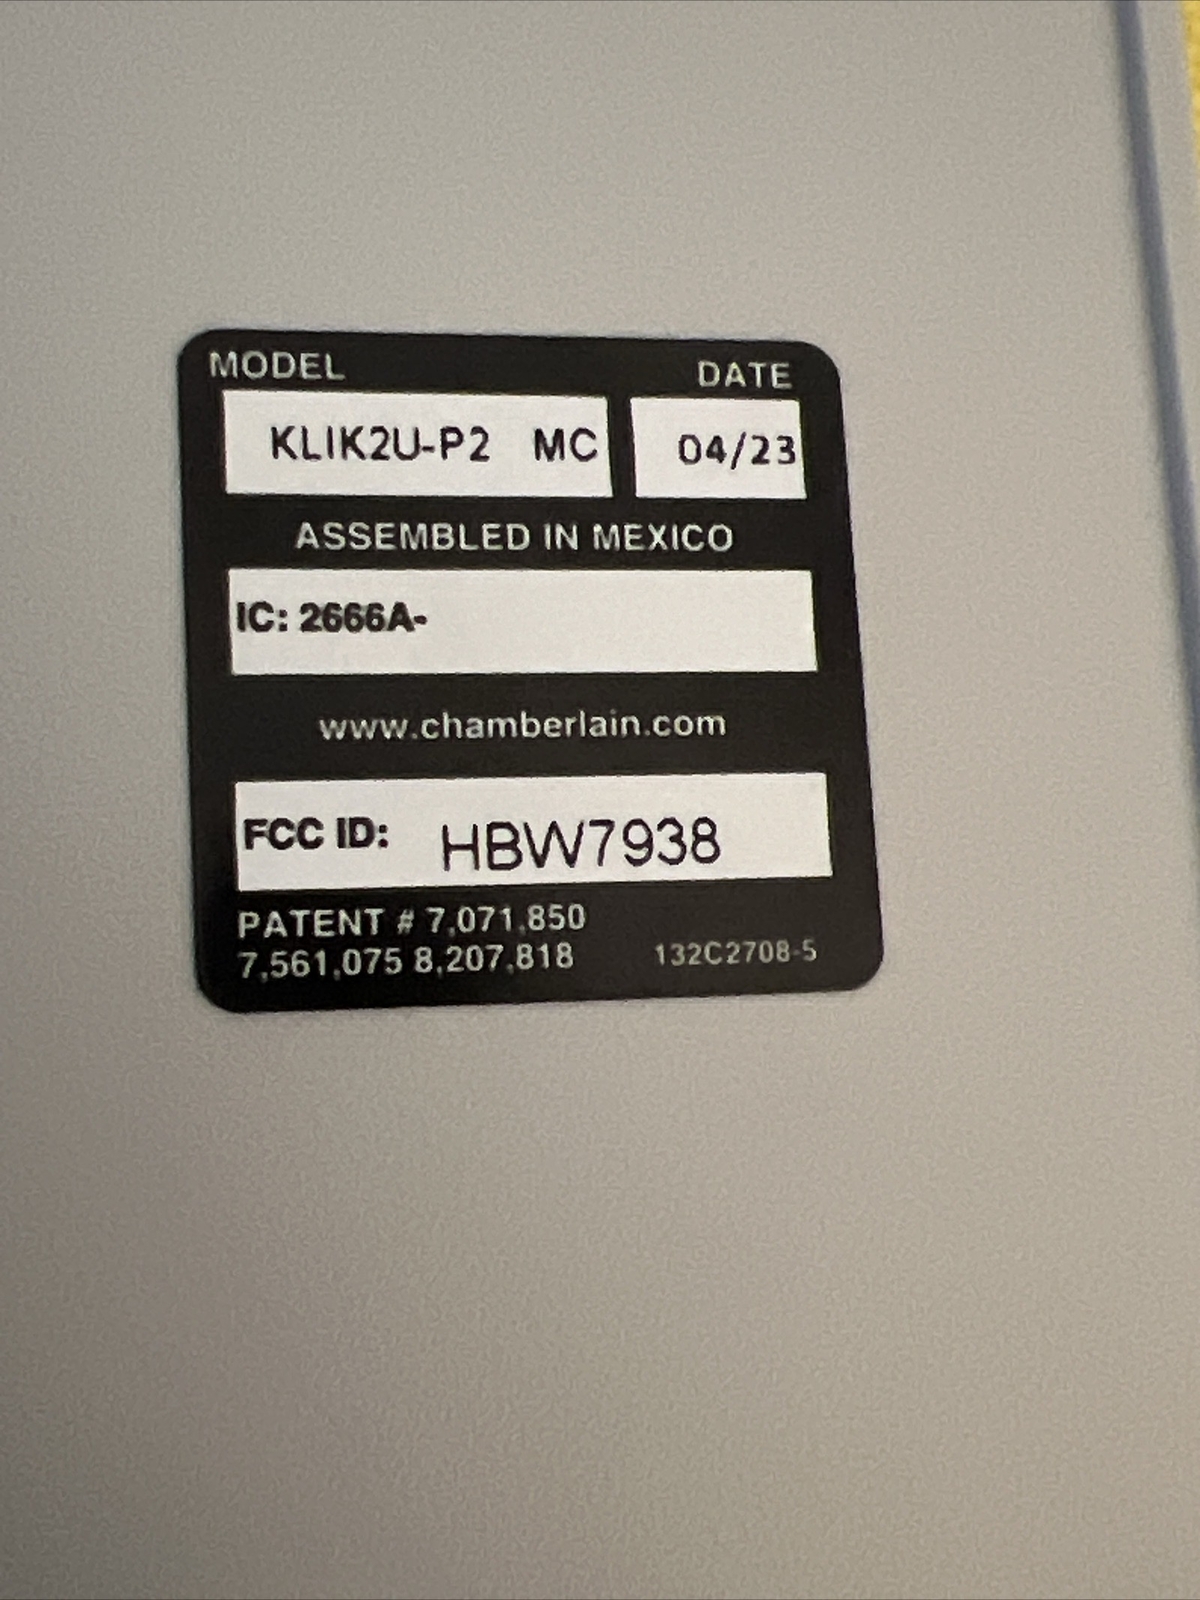 MODEL DATE
KLIK2U-P2 MC 04/23
ASSEMBLED IN MEXICO
IC: 2666A-
www.chamberlain.com
FCC ID: HBW7938
PATENT # 7,071,850
7,561,075 8,207,818 132C2708-5